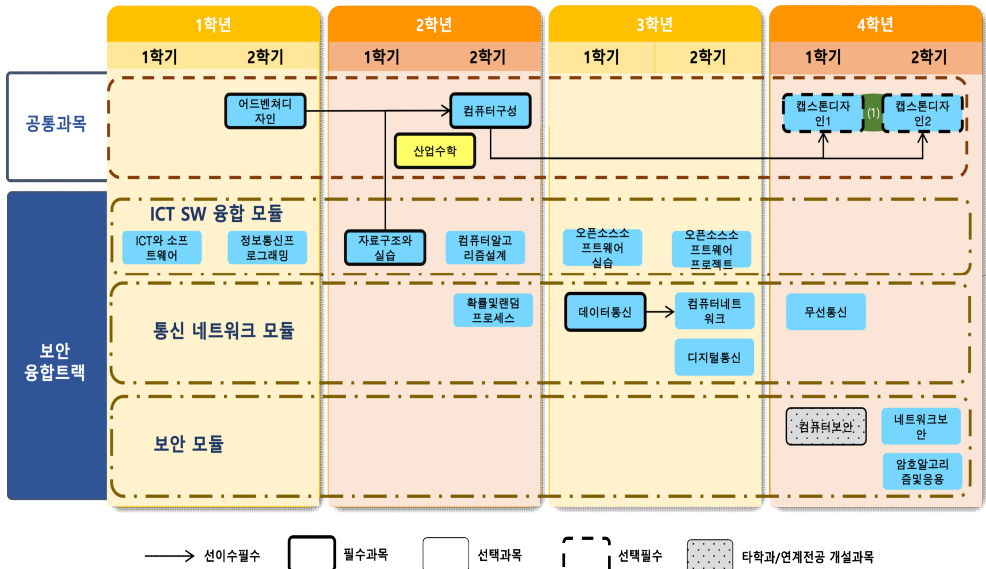 1학년
2학년
3학년
4학년
1학기
2학기
1학기
2학기
1학기
2학기
1학기
2학기
공통과목
어드벤쳐디
자인
컴퓨터구성
산업수학
캡스톤디자
인1
(1)
캡스톤디자
인2
보안
융합트랙
ICT SW 융합 모듈
ICT와 소프
트웨어
정보통신프
로그래밍
자료구조와
실습
컴퓨터알고
리즘설계
오픈소스소
프트웨어
실습
오픈소스소
프트웨어
프로젝트
통신 네트워크 모듈
확률및랜덤
프로세스
데이터통신
컴퓨터네트
워크
디지털통신
무선통신
보안 모듈
컴퓨터보안
네트워크보
안
암호알고리
즘및응용
선이수필수
필수과목
선택과목
선택필수
타학과/연계전공 개설과목